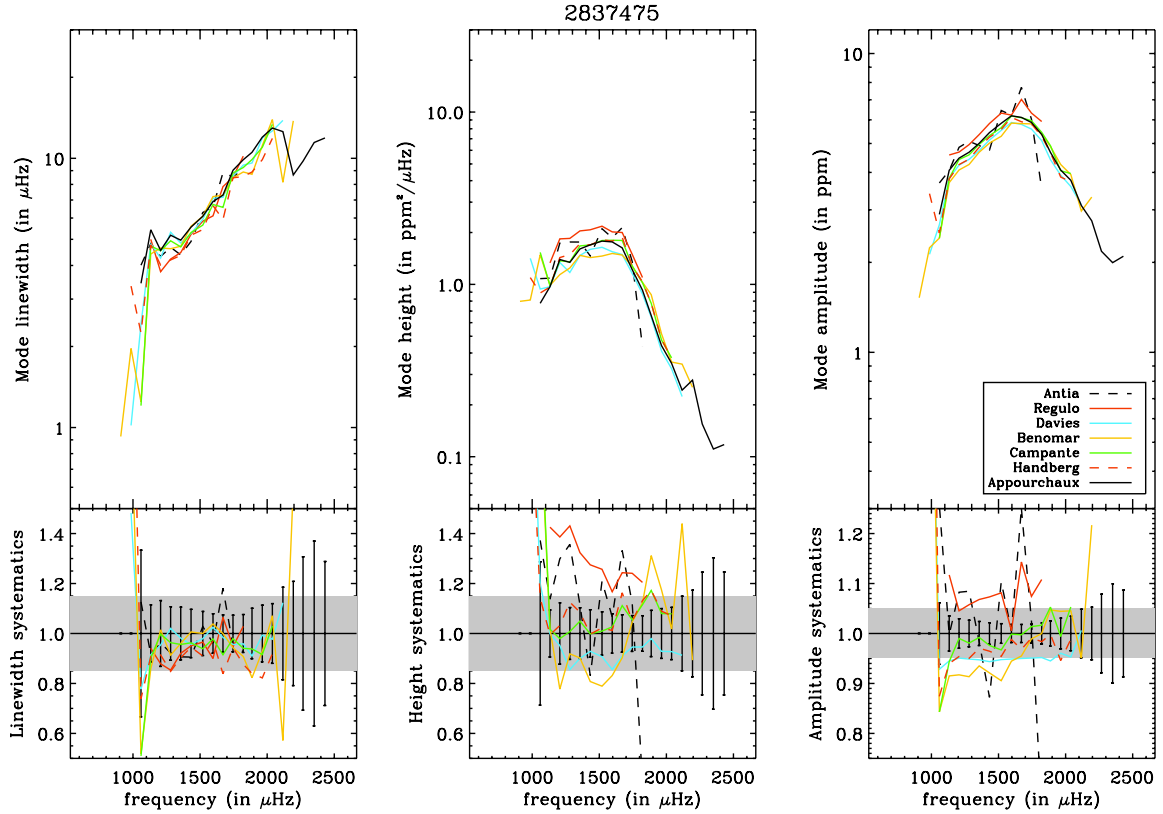 2837475
Mode linewidth (in μHz)
10
1
Mode height (in ppm²/μHz)
10.0
1.0
0.1
Mode amplitude (in ppm)
10
1
Antia
Regulo
Davies
Benomar
Campante
Handberg
Appourchaux
Linewidth systematics
1.4
1.2
1.0
0.8
0.6
1000 1500 2000 2500
frequency (in μHz)
Height systematics
1.4
1.2
1.0
0.8
0.6
1000 1500 2000 2500
frequency (in μHz)
Amplitude systematics
1.2
1.1
1.0
0.9
0.8
1000 1500 2000 2500
frequency (in μHz)